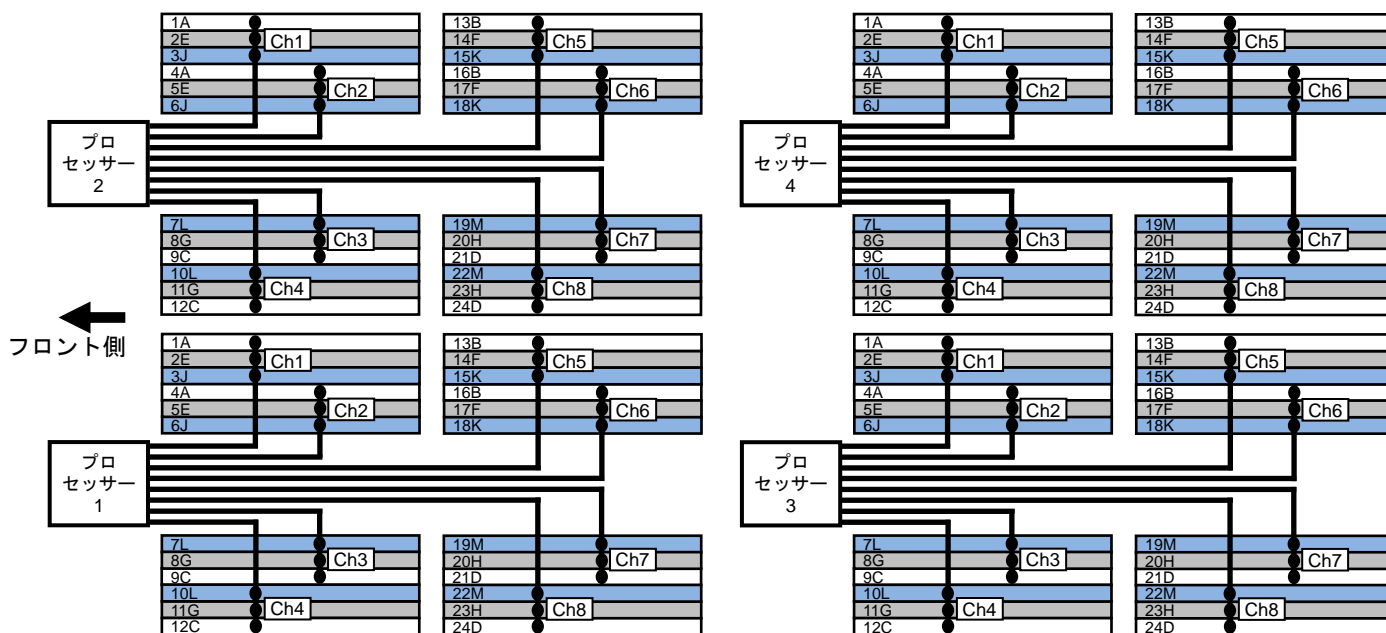 1A
2E
3J
4A
5E
6J
Ch1
Ch2
13B
14F
15K
16B
17F
18K
Ch5
Ch6
プロ
セッサー
2
7L
8G
9C
10L
11G
12C
Ch3
Ch4
19M
20H
21D
22M
23H
24D
Ch7
Ch8
1A
2E
3J
4A
5E
6J
Ch1
Ch2
13B
14F
15K
16B
17F
18K
Ch5
Ch6
プロ
セッサー
4
7L
8G
9C
10L
11G
12C
Ch3
Ch4
19M
20H
21D
22M
23H
24D
Ch7
Ch8
フロント側
1A
2E
3J
4A
5E
6J
Ch1
Ch2
13B
14F
15K
16B
17F
18K
Ch5
Ch6
プロ
セッサー
1
7L
8G
9C
10L
11G
12C
Ch3
Ch4
19M
20H
21D
22M
23H
24D
Ch7
Ch8
1A
2E
3J
4A
5E
6J
Ch1
Ch2
13B
14F
15K
16B
17F
18K
Ch5
Ch6
プロ
セッサー
3
7L
8G
9C
10L
11G
12C
Ch3
Ch4
19M
20H
21D
22M
23H
24D
Ch7
Ch8